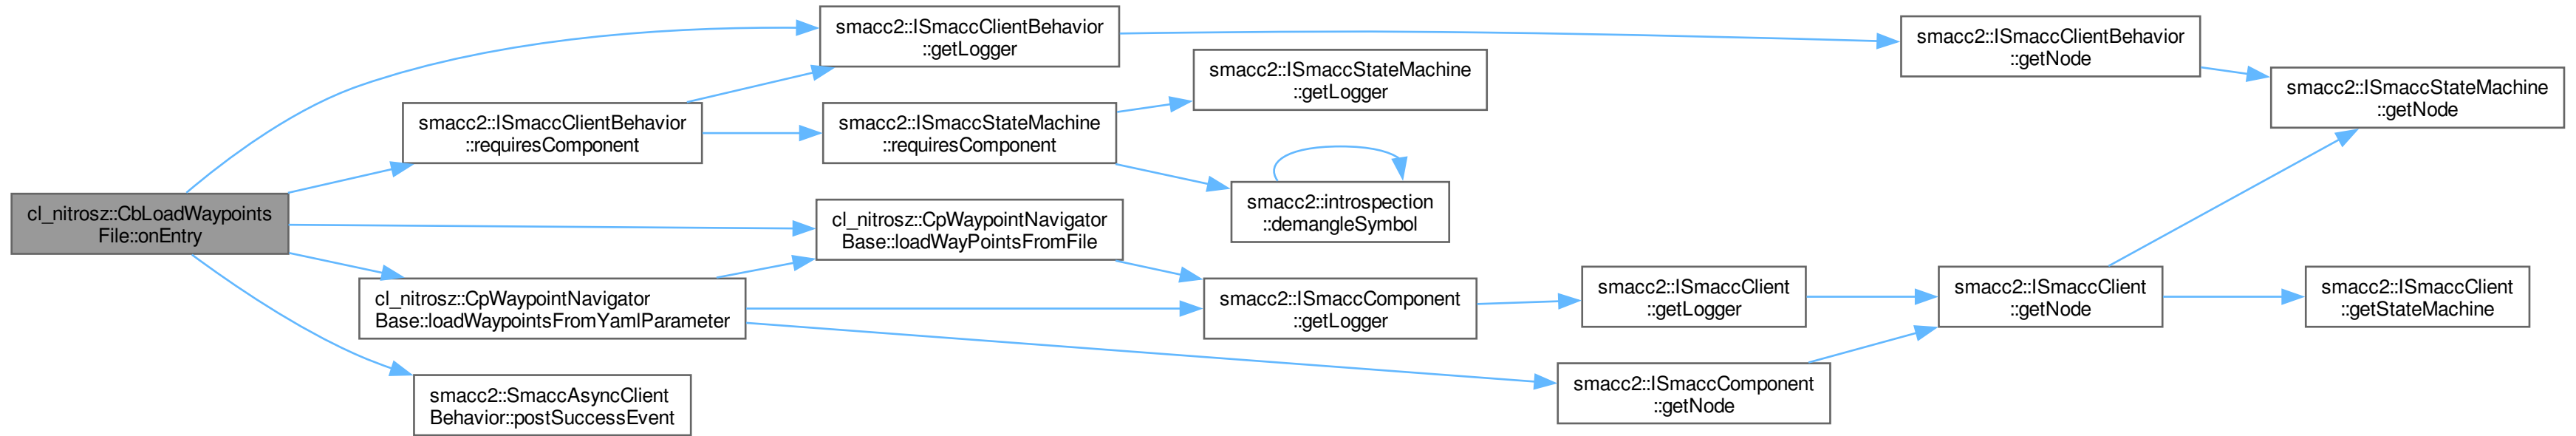 cl_nitrosz::CbLoadWaypoints
File::onEntry
smacc2::ISmaccClientBehavior
::getLogger
smacc2::ISmaccClientBehavior
::getNode
smacc2::ISmaccStateMachine
::getNode
smacc2::ISmaccClientBehavior
::requiresComponent
smacc2::ISmaccStateMachine
::requiresComponent
smacc2::ISmaccStateMachine
::getLogger
smacc2::introspection
::demangleSymbol
cl_nitrosz::CpWaypointNavigator
Base::loadWayPointsFromFile
smacc2::ISmaccComponent
::getLogger
smacc2::ISmaccClient
::getLogger
smacc2::ISmaccClient
::getNode
smacc2::ISmaccClient
::getStateMachine
cl_nitrosz::CpWaypointNavigator
Base::loadWaypointsFromYamlParameter
smacc2::ISmaccComponent
::getNode
smacc2::SmaccAsyncClient
Behavior::postSuccessEvent